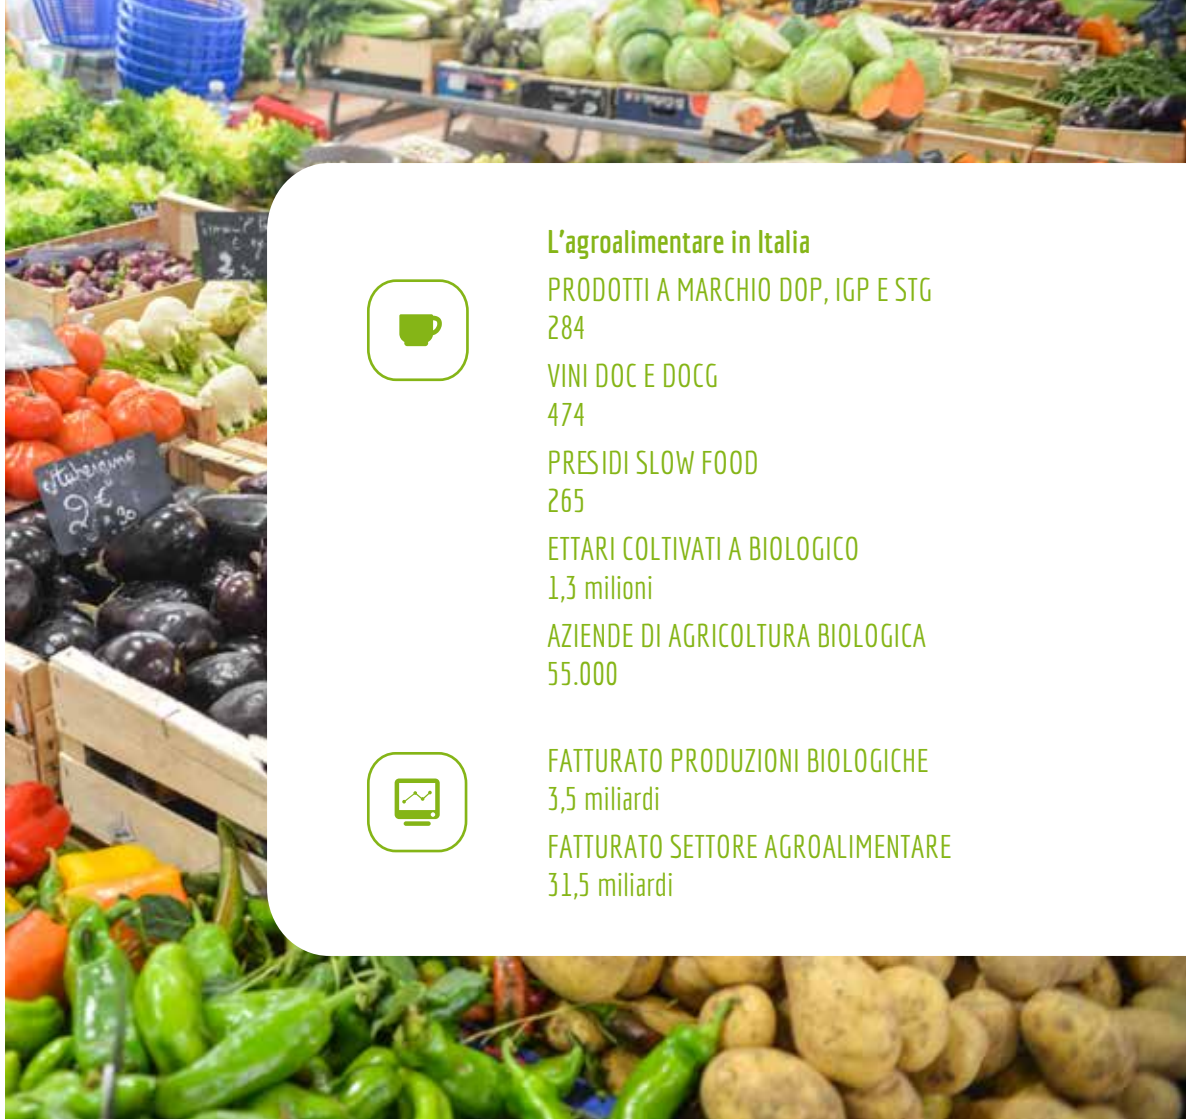 L'agroalimentare in Italia
PRODOTTI A MARCHIO DOP, IGP E STG
284
VINI DOC E DOCG
474
PRESIDI SLOW FOOD
265
ETTARI COLTIVATI A BIOLOGICO
1,3 milioni
AZIENDE DI AGRICOLTURA BIOLOGICA
55.000
FATTURATO PRODUZIONI BIOLOGICHE
3,5 miliardi
FATTURATO SETTORE AGROALIMENTARE
31,5 miliardi
2 €